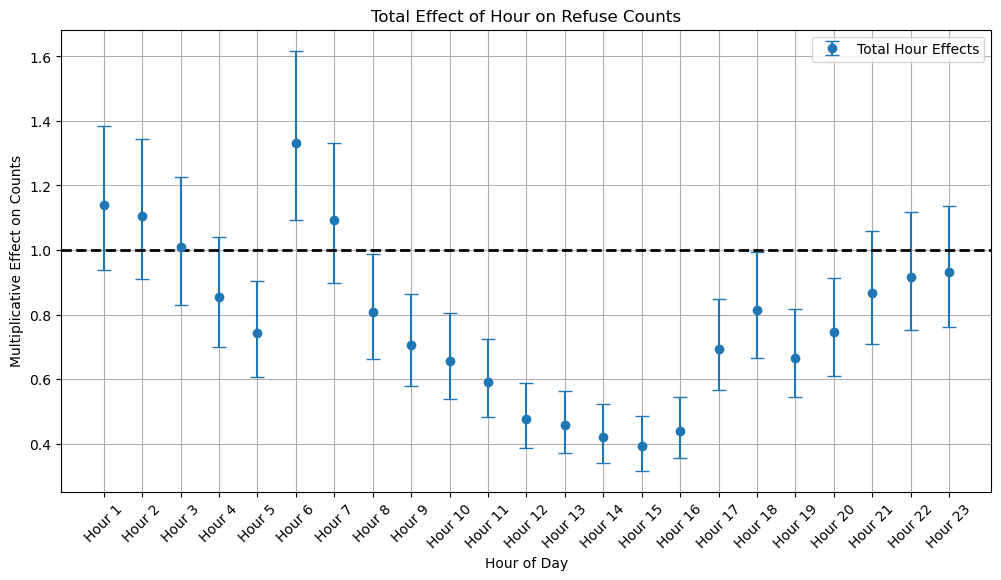 Total Effect of Hour on Refuse Counts
Total Hour Effects
Multiplicative Effect on Counts
1.6
1.4
1.2
1.0
0.8
0.6
0.4
Hour 1
Hour 2
Hour 3
Hour 4
Hour 5
Hour 6
Hour 7
Hour 8
Hour 9
Hour 10
Hour 11
Hour 12
Hour 13
Hour 14
Hour 15
Hour 16
Hour 17
Hour 18
Hour 19
Hour 20
Hour 21
Hour 22
Hour 23
Hour of Day